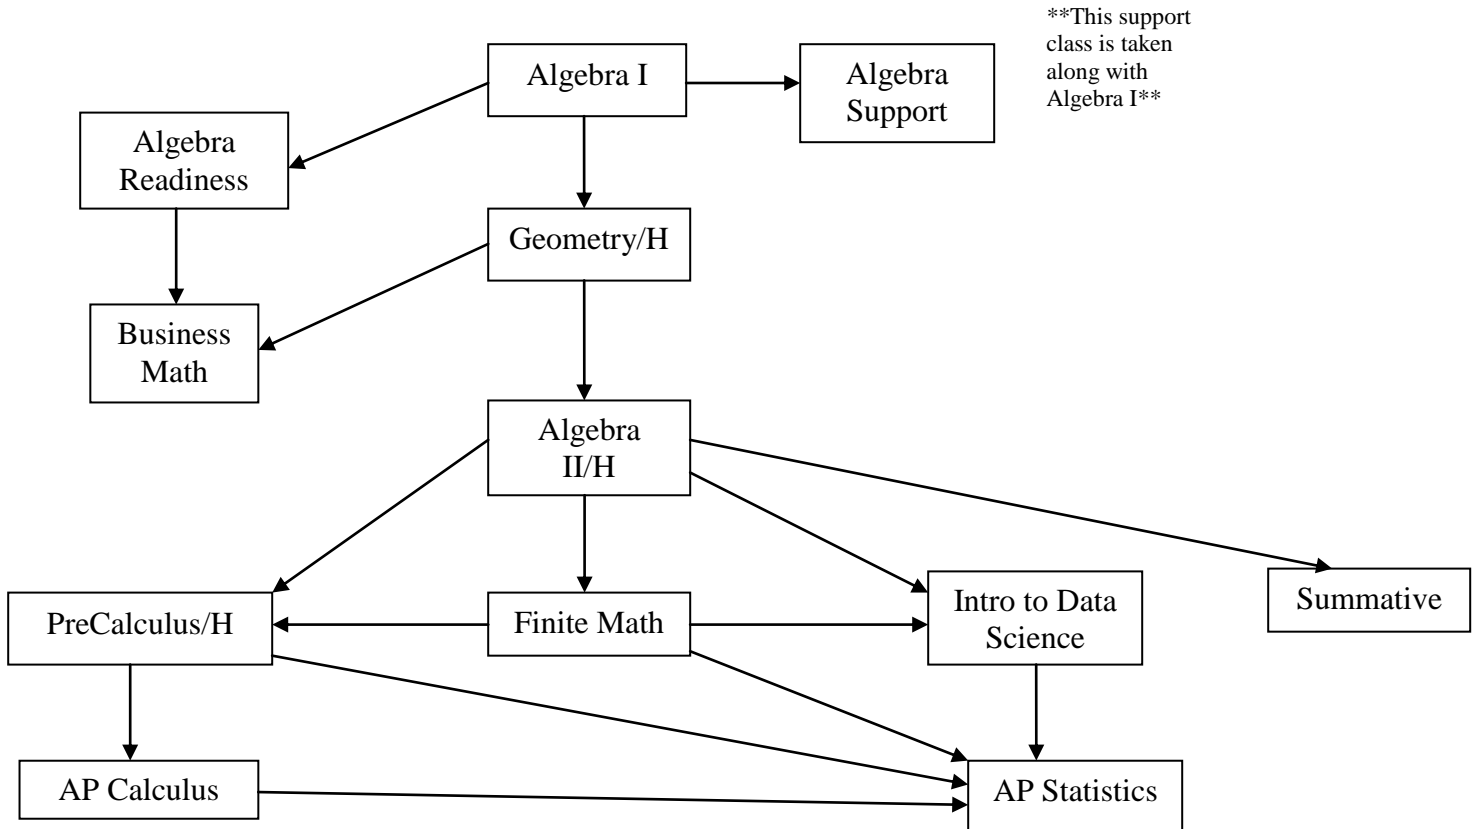 **This support
class is taken
along with
Algebra I**
Algebra I
Algebra
Support
Algebra
Readiness
Geometry/H
Business
Math
Algebra
II/H
PreCalculus/H
Finite Math
Intro to Data
Science
Summative
AP Calculus
AP Statistics